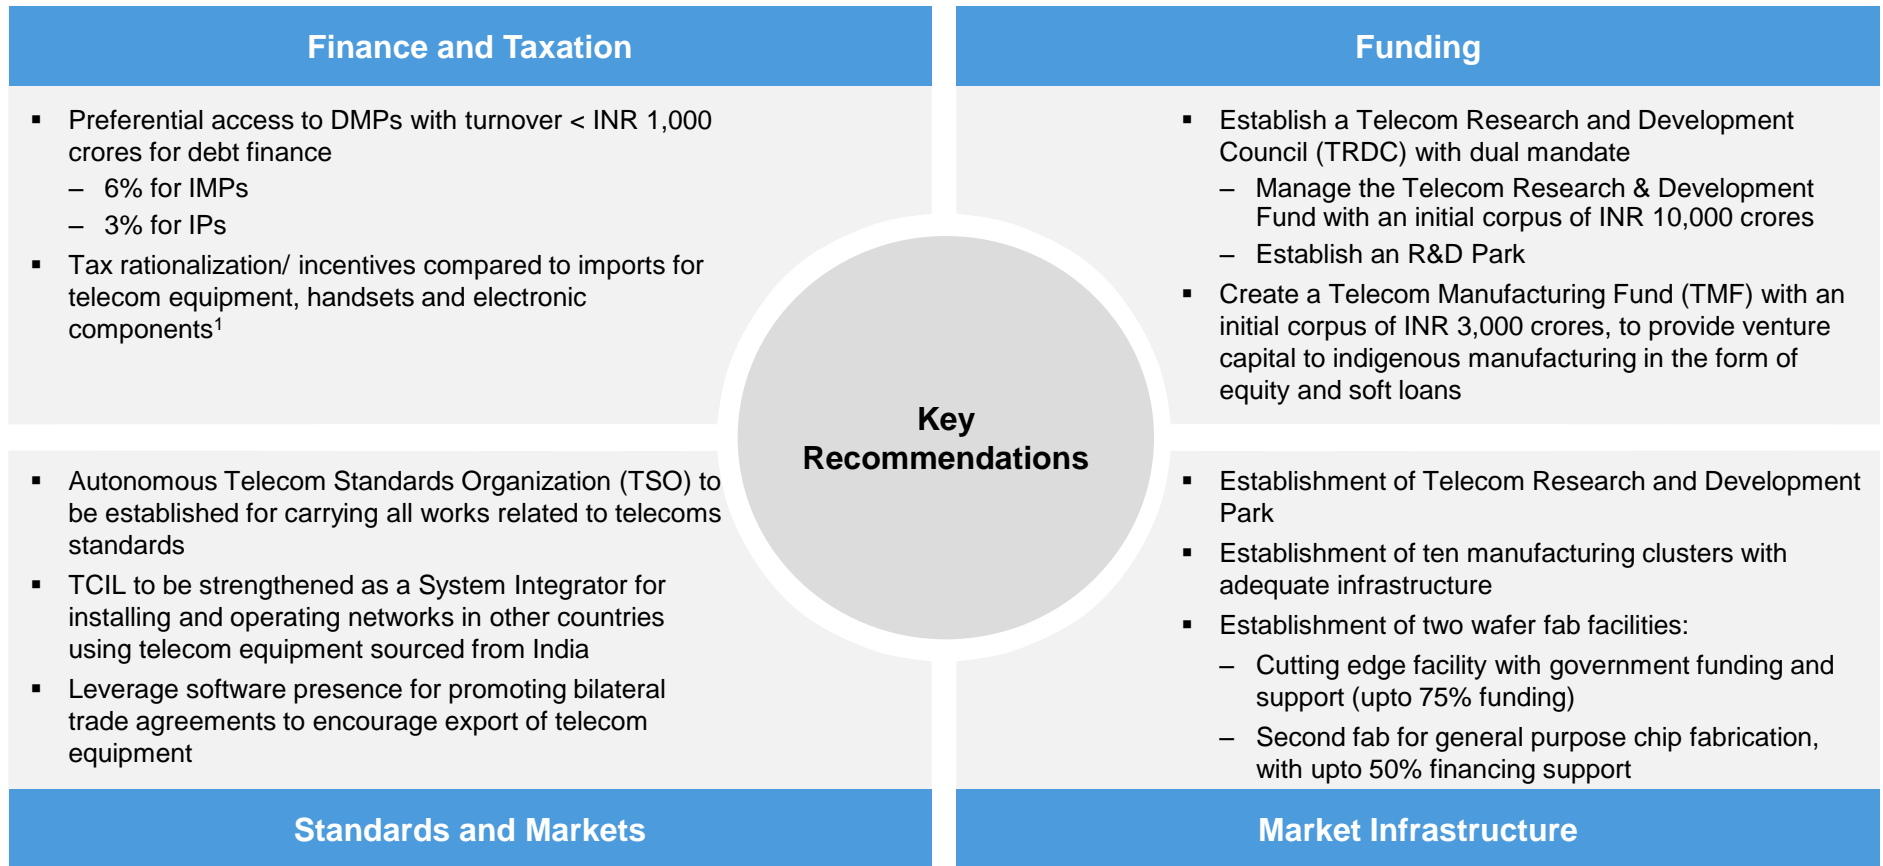 Finance and Taxation
▪ Preferential access to DMPs with turnover < INR 1,000
crores for debt finance
– 6% for IMPs
– 3% for IPs
▪ Tax rationalization/ incentives compared to imports for
telecom equipment, handsets and electronic
components1
Funding
▪ Establish a Telecom Research and Development
Council (TRDC) with dual mandate
– Manage the Telecom Research & Development
Fund with an initial corpus of INR 10,000 crores
– Establish an R&D Park
▪ Create a Telecom Manufacturing Fund (TMF) with an
initial corpus of INR 3,000 crores, to provide venture
capital to indigenous manufacturing in the form of
equity and soft loans
Key
Recommendations
▪ Autonomous Telecom Standards Organization (TSO) to
be established for carrying all works related to telecoms
standards
▪ TCIL to be strengthened as a System Integrator for
installing and operating networks in other countries
using telecom equipment sourced from India
▪ Leverage software presence for promoting bilateral
trade agreements to encourage export of telecom
equipment
Standards and Markets
▪ Establishment of Telecom Research and Development
Park
▪ Establishment of ten manufacturing clusters with
adequate infrastructure
▪ Establishment of two wafer fab facilities:
– Cutting edge facility with government funding and
support (upto 75% funding)
– Second fab for general purpose chip fabrication,
with upto 50% financing support
Market Infrastructure